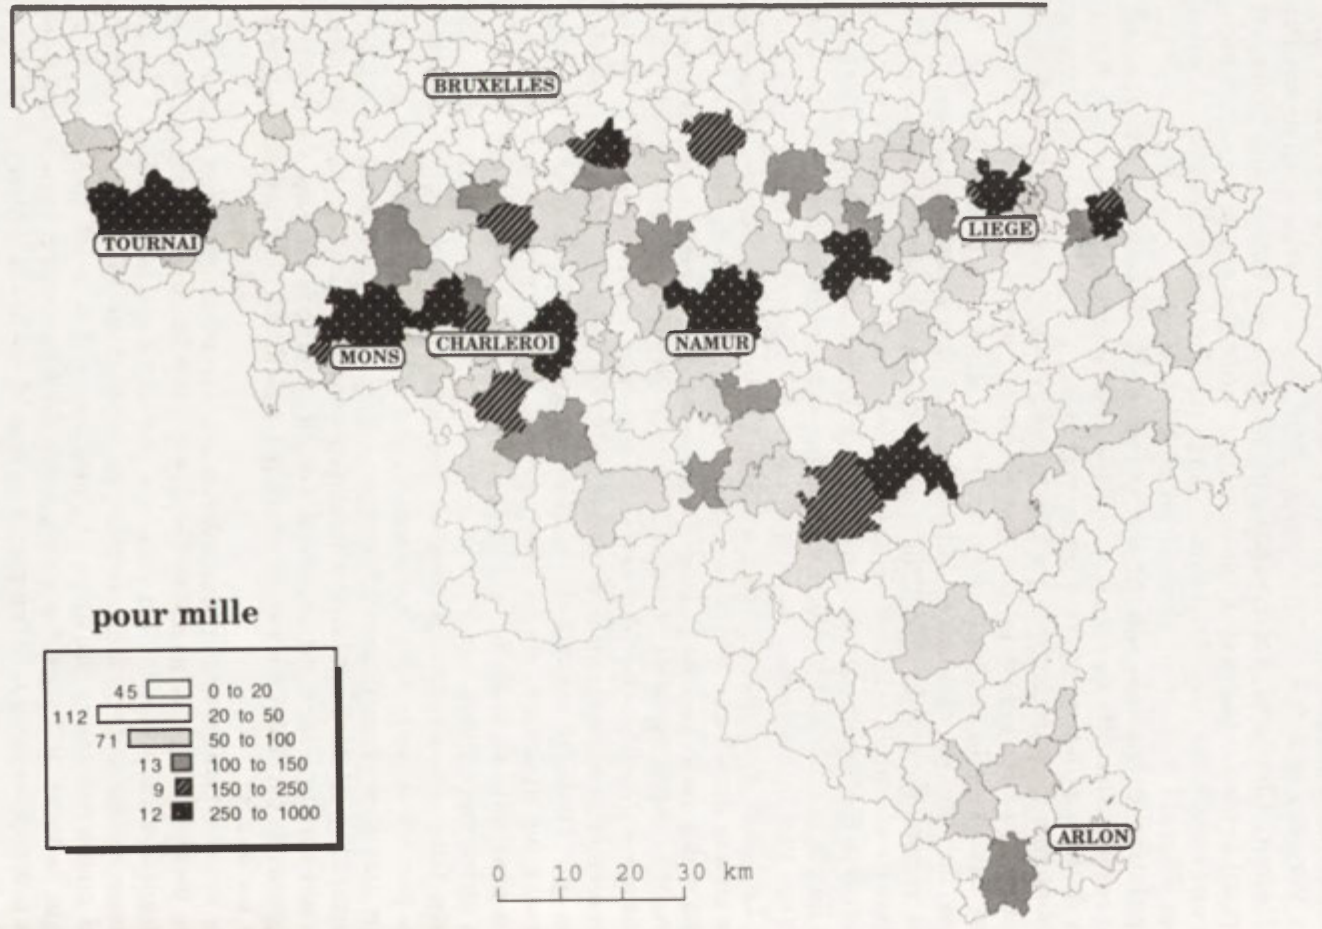 BRUXELLES
TOURNAI
LIEGE
MONS
CHARLEROI
NAMUR
pour mille
45 0 to 20
112 20 to 50
71 50 to 100
13 100 to 150
9 150 to 250
12 250 to 1000
ARLON
0 10 20 30 km